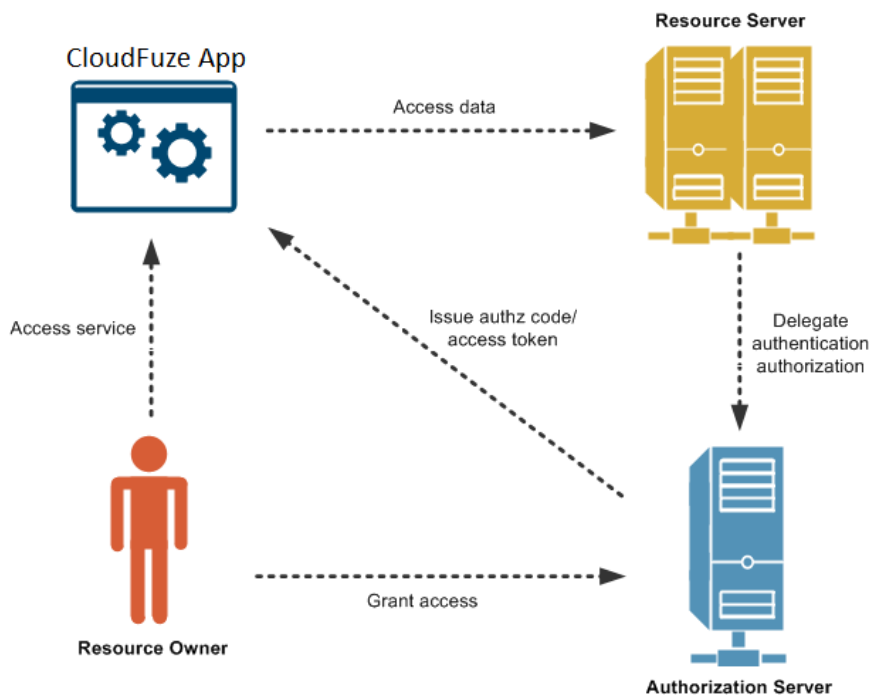 Resource Server
CloudFuze App
Access data
Access service
Issue authz code/
access token
Delegate
authentication
authorization
Grant access
Resource Owner
Authorization Server